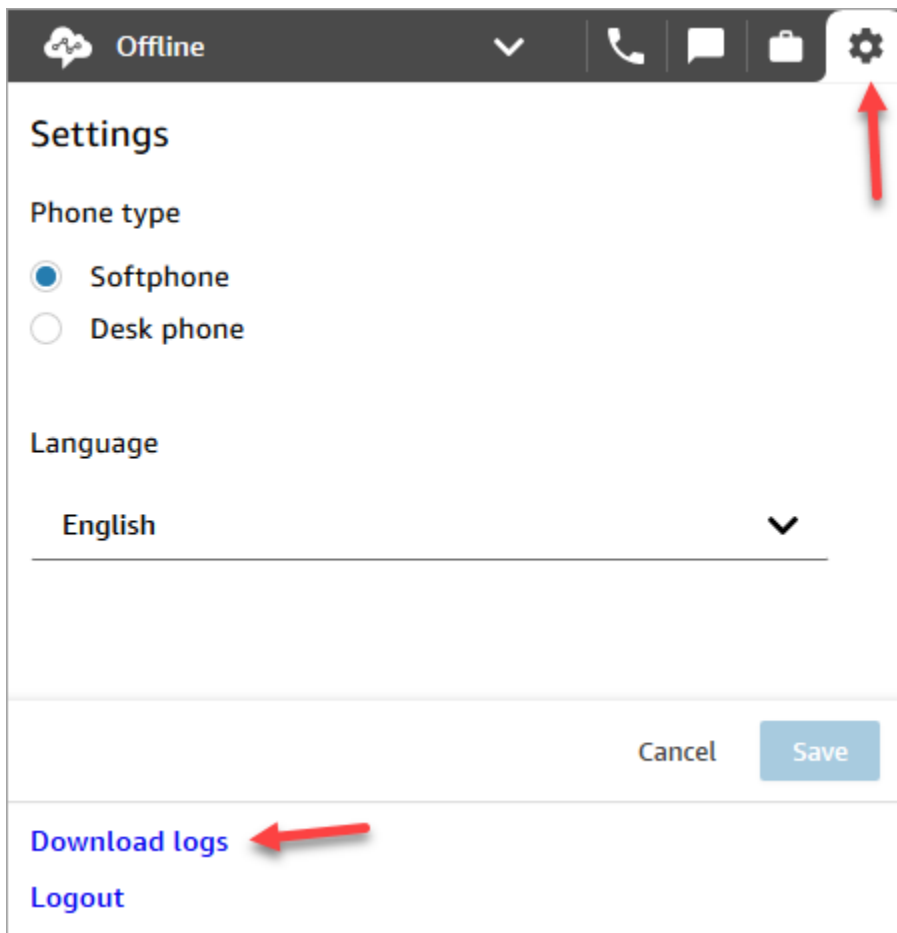 Offline
Settings
Phone type
Softphone
Desk phone
Language
English
Cancel Save
Download logs
Logout